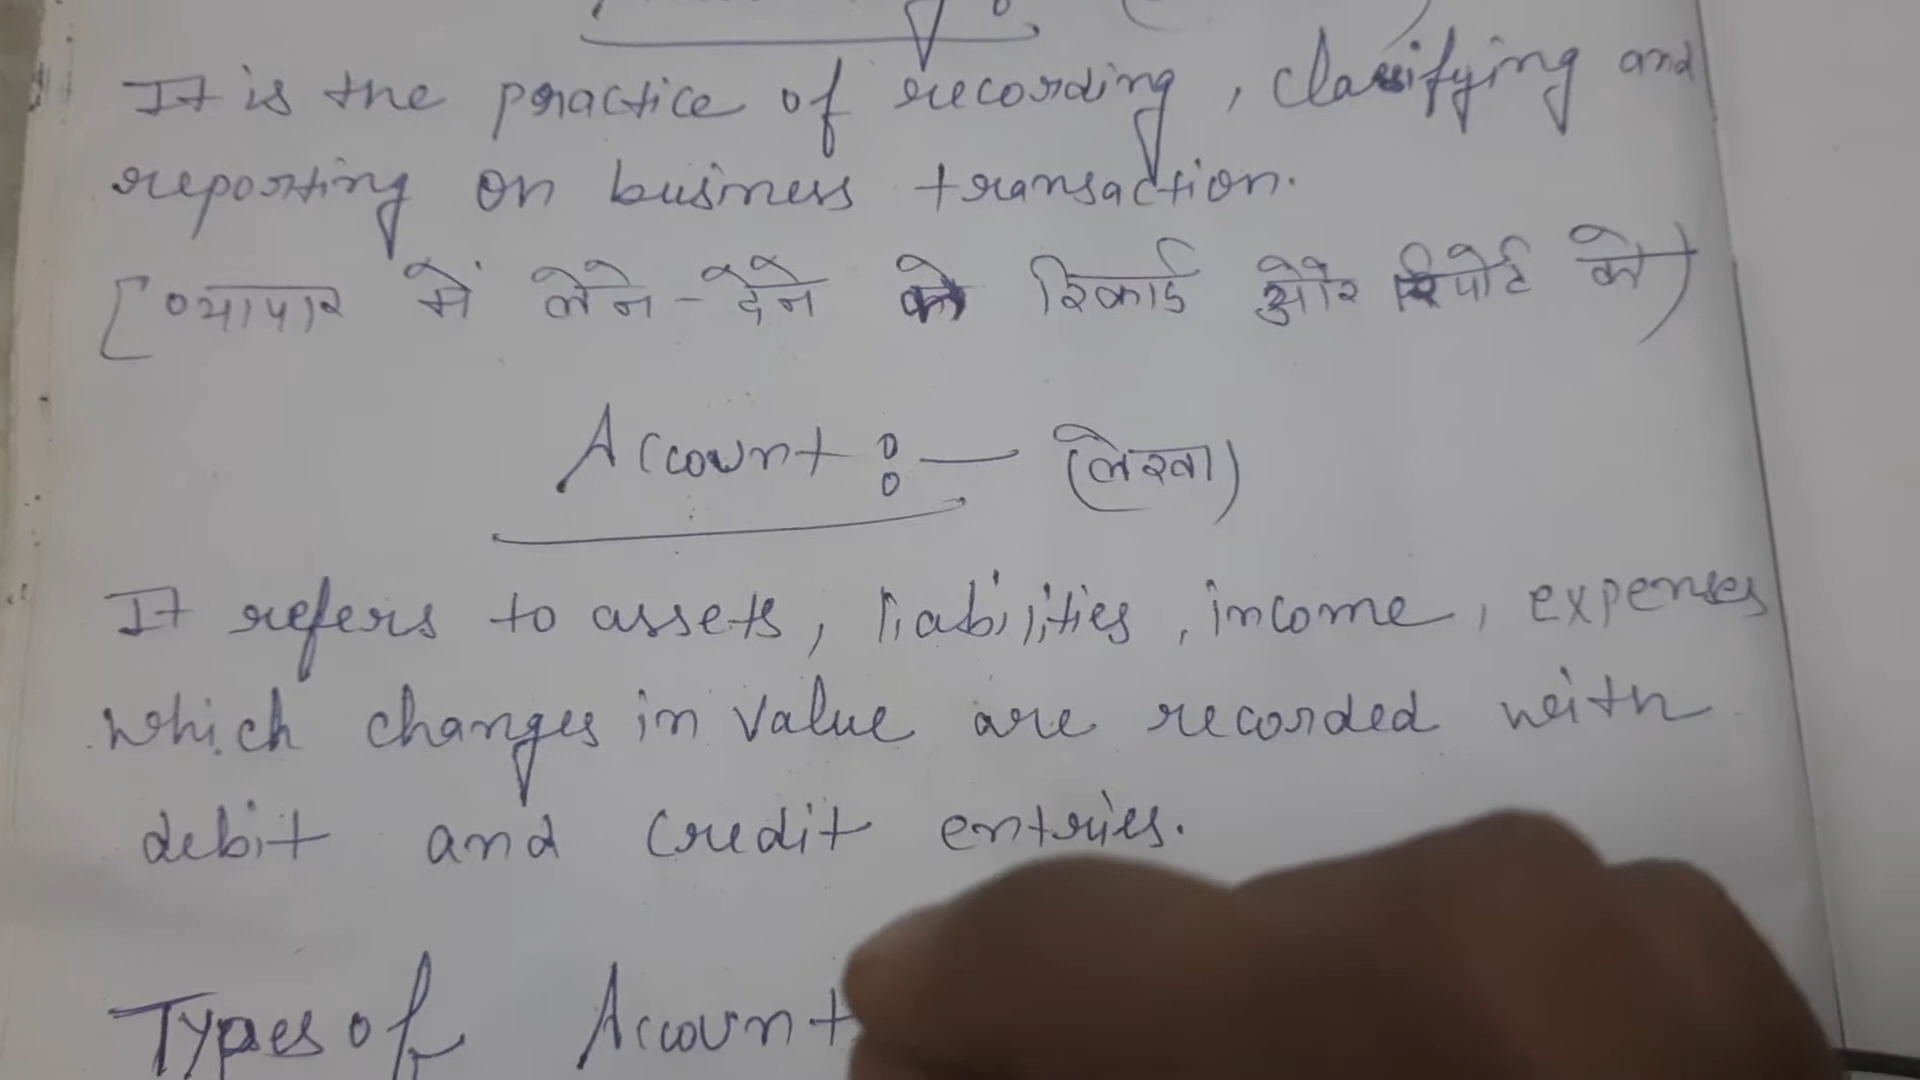 It is the practice of recording, classifying and
reporting on business transaction.
[व्यापार में लेने-देने को रिकार्ड और रिपोर्ट को)
Account :- (लेखा)
It refers to assets, liabilities, income, expenses
which changes in value are recorded with
debit and credit entries.
Types of Account